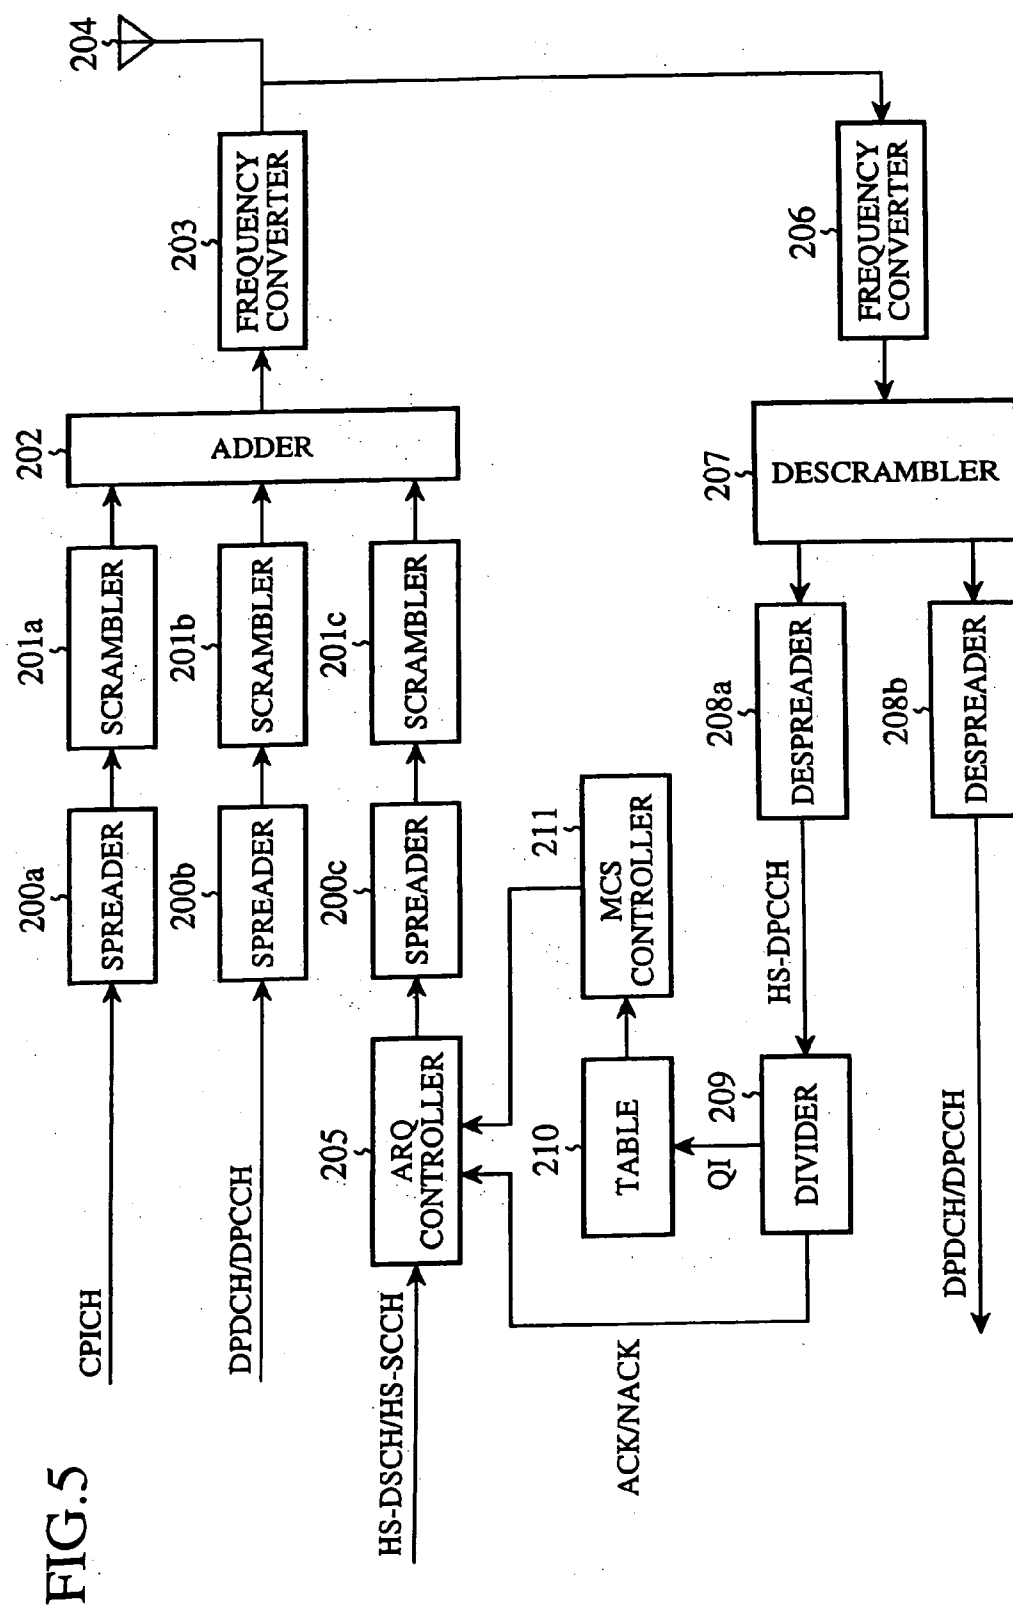 FIG.5
CPICH
200a
SPREADER
201a
SCRAMBLER
202
ADDER
203
FREQUENCY
CONVERTER
204
DPDCH/DPCCH
200b
SPREADER
201b
SCRAMBLER
HS-DSCH/HS-SCCH
205
ARQ
CONTROLLER
200c
SPREADER
201c
SCRAMBLER
ACK/NACK
210
TABLE
211
MCS
CONTROLLER
QI
209
DIVIDER
HS-DPCCH
208a
DESPREADER
207
DESCRAMBLER
206
FREQUENCY
CONVERTER
DPDCH/DPCCH
208b
DESPREADER